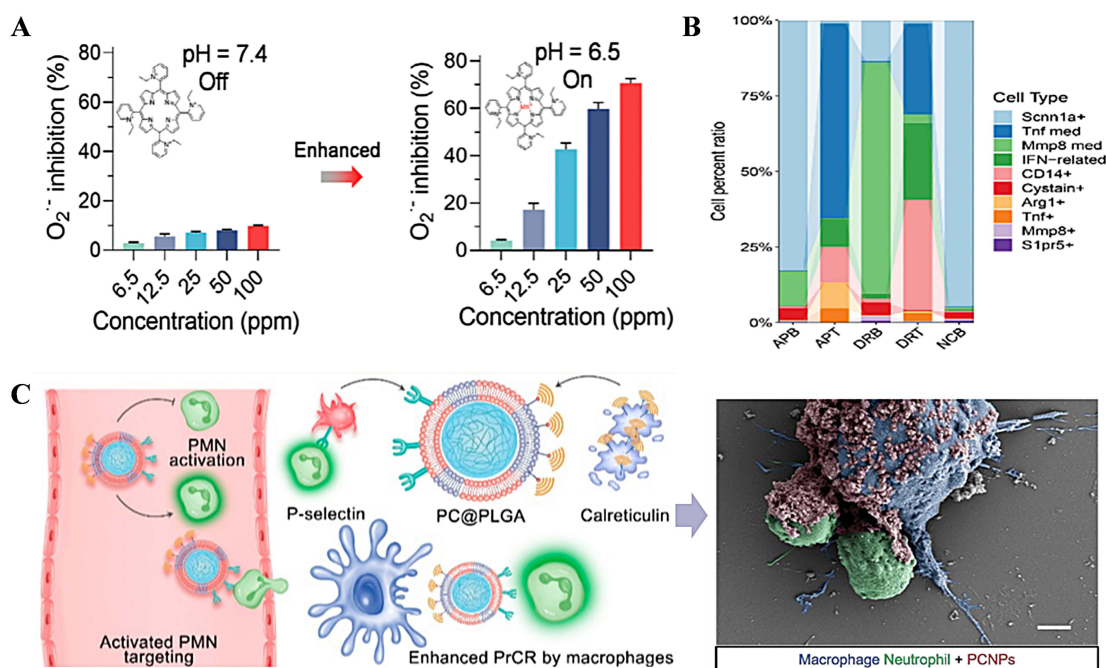 A
80
60
40
20
0
O2·- inhibition (%)
pH = 7.4
Off
6.5
12.5
25
50
100
Concentration (ppm)
Enhanced
80
60
40
20
0
O2·- inhibition (%)
pH = 6.5
On
6.5
12.5
25
50
100
Concentration (ppm)
B
100%
75%
50%
25%
0%
Cell percent ratio
APB
APT
DRB
DRT
NCB
Cell Type
Scnn1a+
Tnf med
Mmp8 med
IFN-related
CD14+
Cystain+
Arg1+
Tnf+
Mmp8+
S1pr5+
C
PMN
activation
Activated PMN
targeting
P-selectin
PC@PLGA
Calreticulin
Enhanced PrCR by macrophages
Macrophage Neutrophil + PCNPs